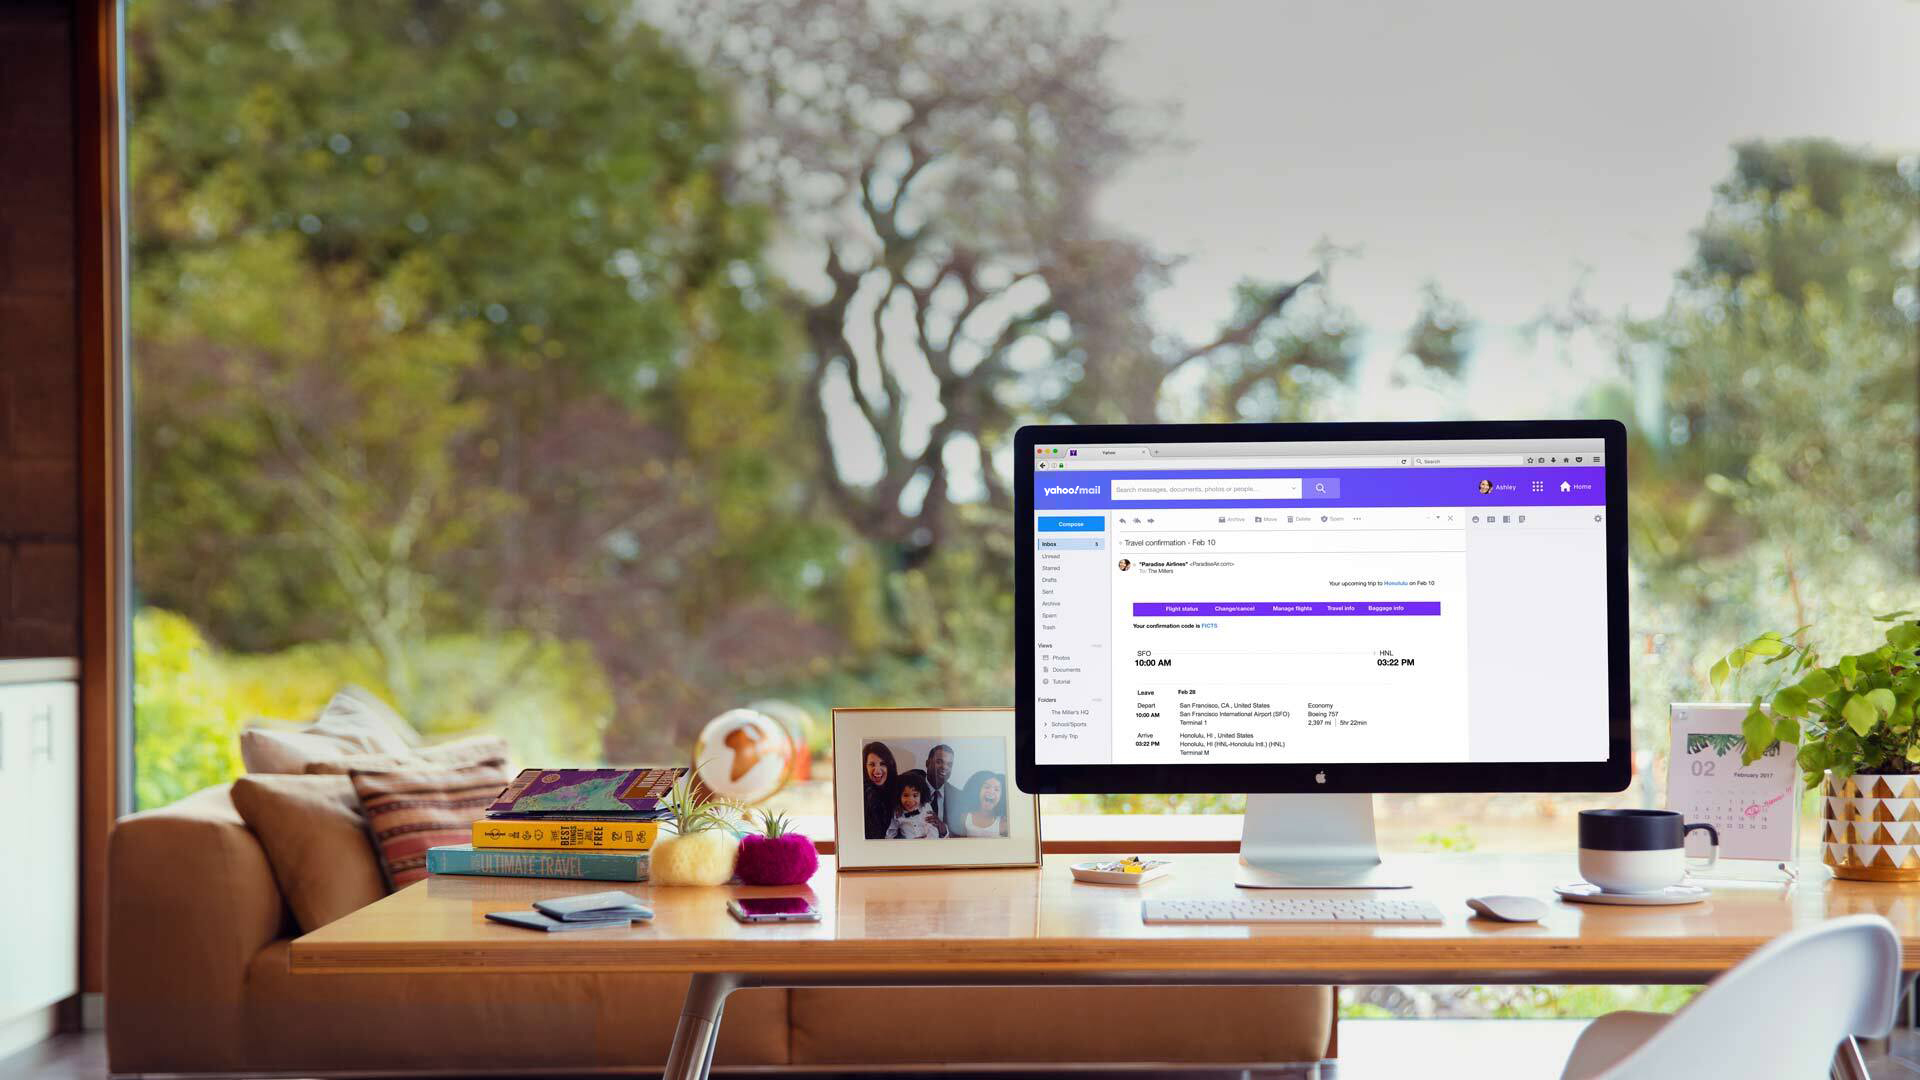 Yahoo
Search
yahoo!mail
Search messages, documents, photos or people...
Ashley
Home
Compose
Archive
Move
Delete
Spam
Inbox
5
Unread
Starred
Drafts
Sent
Archive
Spam
Trash
Views
Photos
Documents
Tutorial
Folders
The Miller's HQ
School/Sports
Family Trip
Travel confirmation - Feb 10
"Paradise Airlines" <ParadiseAir.com>
To: The Millers
Your upcoming trip to Honolulu on Feb 10
Flight status Change/cancel Manage flights Travel info Baggage info
Your confirmation code is FICTS
SFO HNL
10:00 AM 03:22 PM
Leave Feb 28
Depart San Francisco, CA , United States Economy
10:00 AM San Francisco International Airport (SFO) Boeing 757
Terminal 1 2,397 mi | 5hr 22min
Arrive Honolulu, HI , United States
03:22 PM Honolulu, HI (HNL-Honolulu Intl.) (HNL)
Terminal M
02
February 2017
BEST THINGS IN LIFE FREE
ULTIMATE TRAVEL